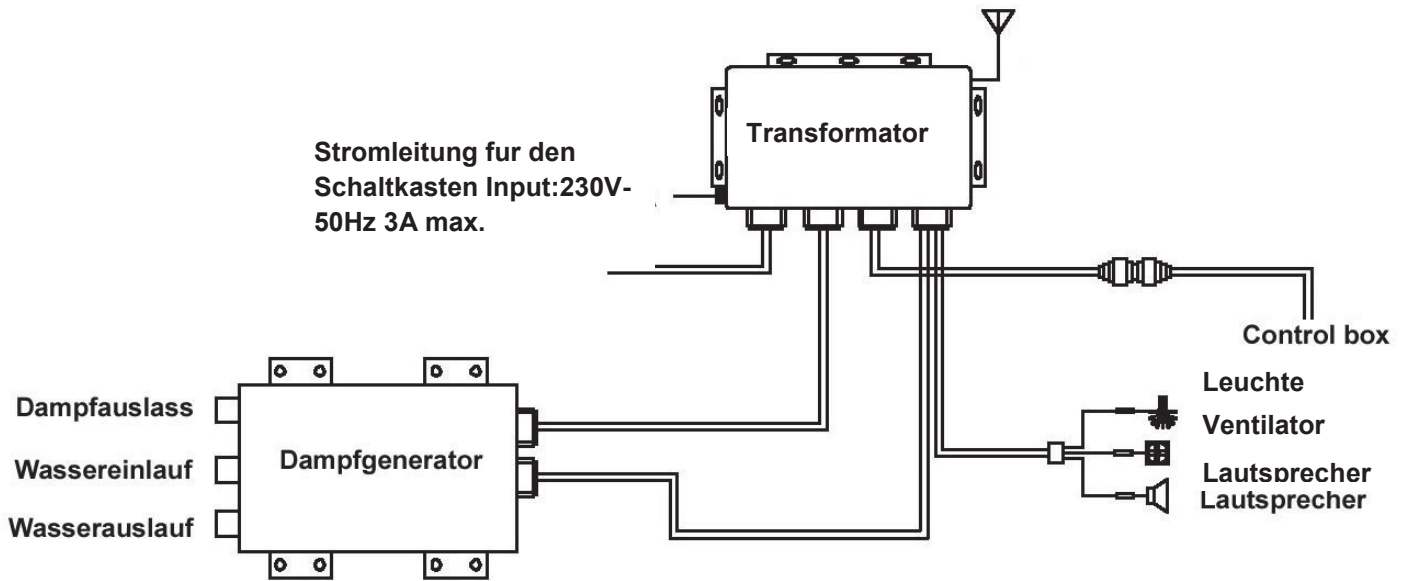 Transformator
Stromleitung fur den
Schaltkasten Input:230V-
50Hz 3A max.
Control box
Leuchte
Ventilator
Lautsprecher
Lautsprecher
Dampfauslass
Wassereinlauf
Wasserauslauf
Dampfgenerator